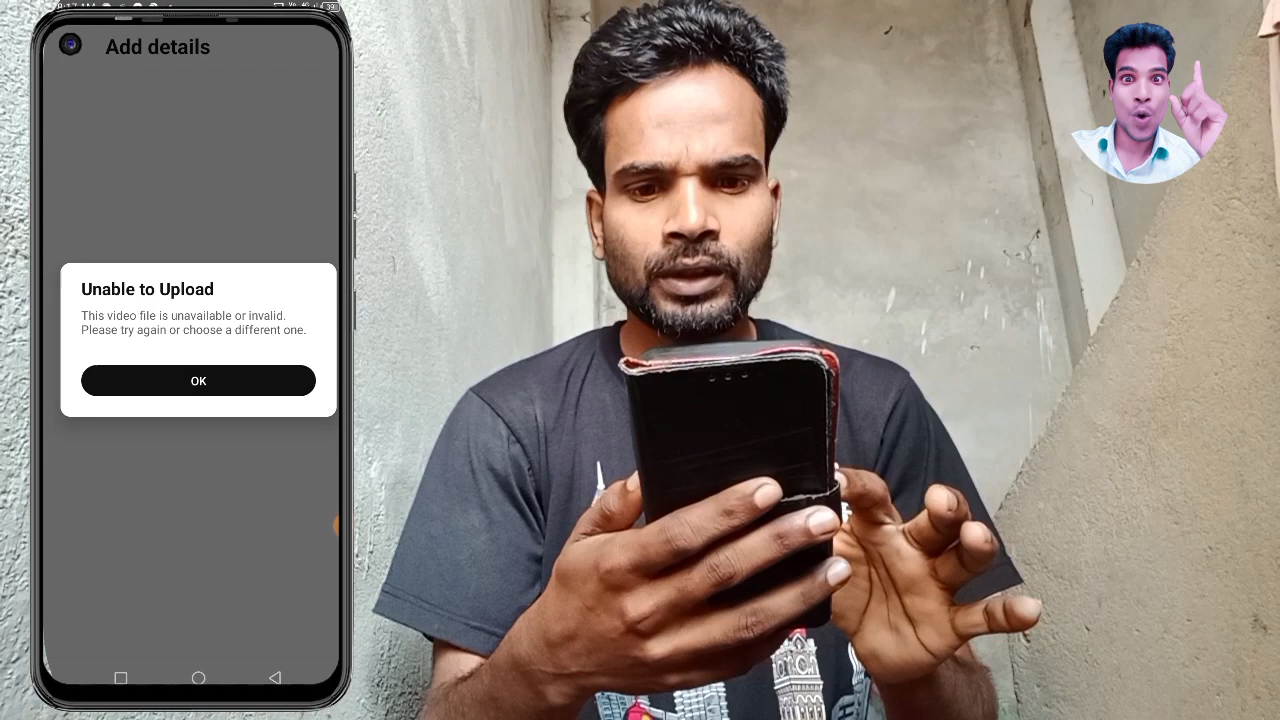 Add details
Unable to Upload
This video file is unavailable or invalid.
Please try again or choose a different one.
OK